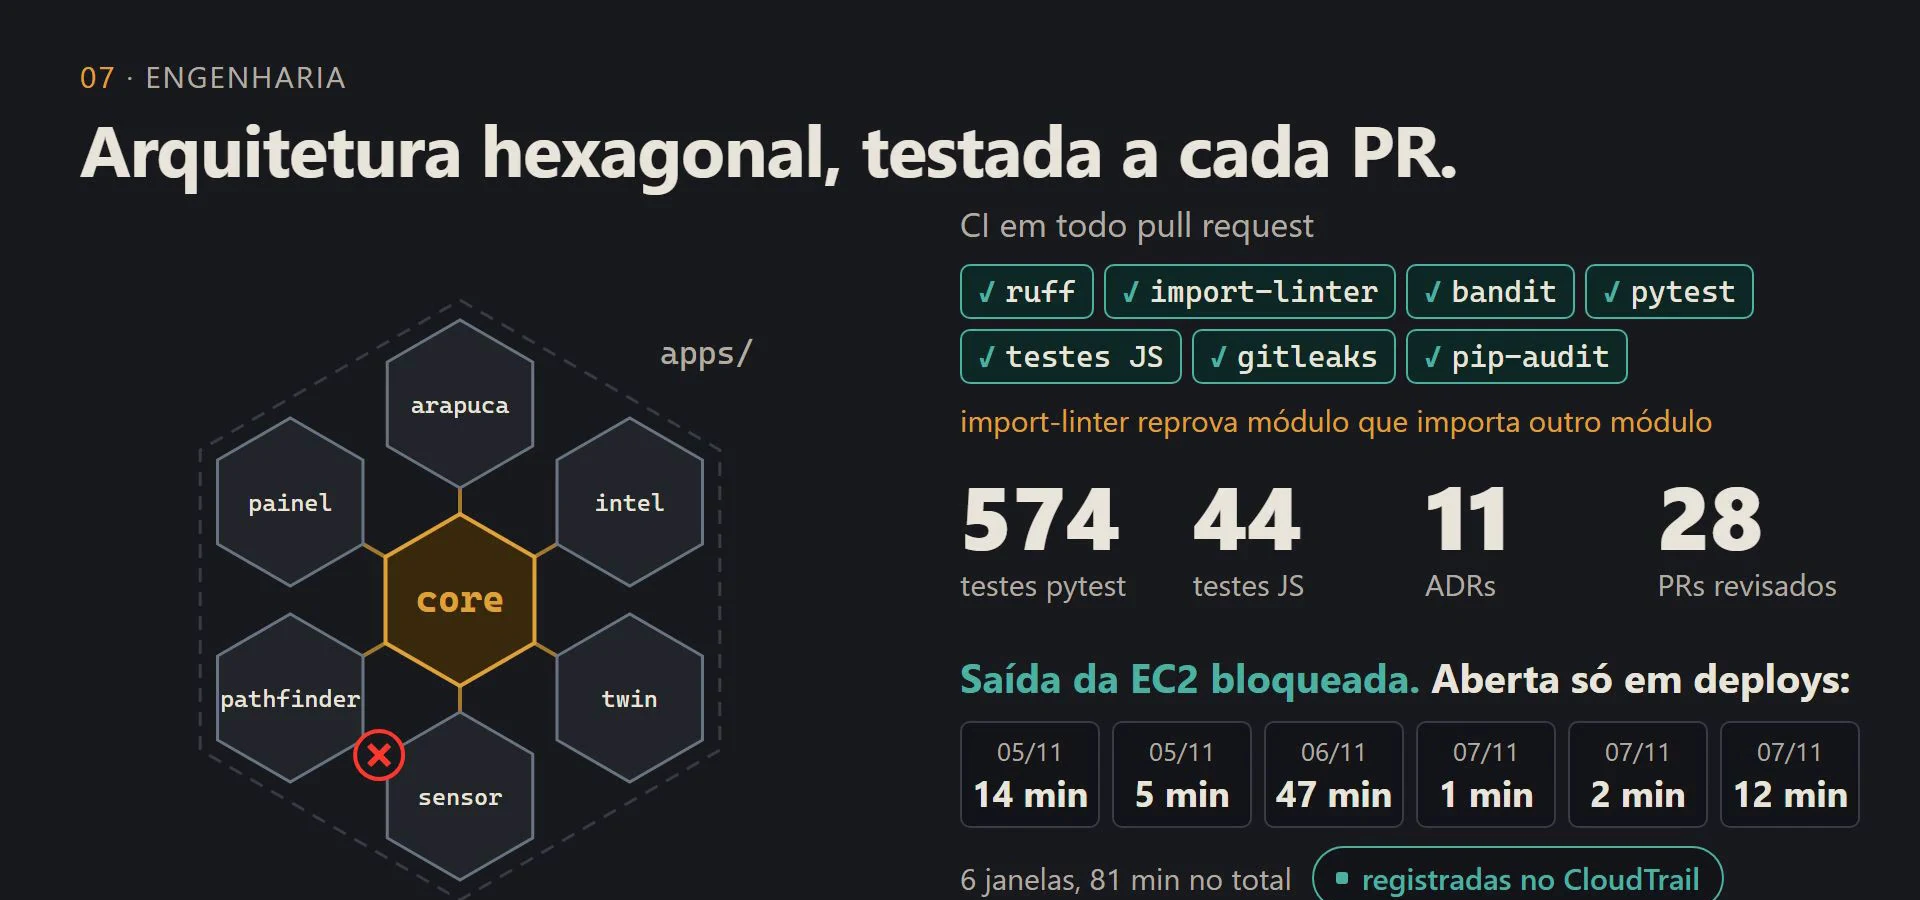 07 · ENGENHARIA
Arquitetura hexagonal, testada a cada PR.
apps/
arapuca
painel
intel
core
pathfinder
twin
sensor
CI em todo pull request
✓ ruff ✓ import-linter ✓ bandit ✓ pytest
✓ testes JS ✓ gitleaks ✓ pip-audit
import-linter reprova módulo que importa outro módulo
574 44 11 28
testes pytest testes JS ADRs PRs revisados
Saída da EC2 bloqueada. Aberta só em deploys:
05/11 05/11 06/11 07/11 07/11 07/11
14 min 5 min 47 min 1 min 2 min 12 min
6 janelas, 81 min no total registradas no CloudTrail